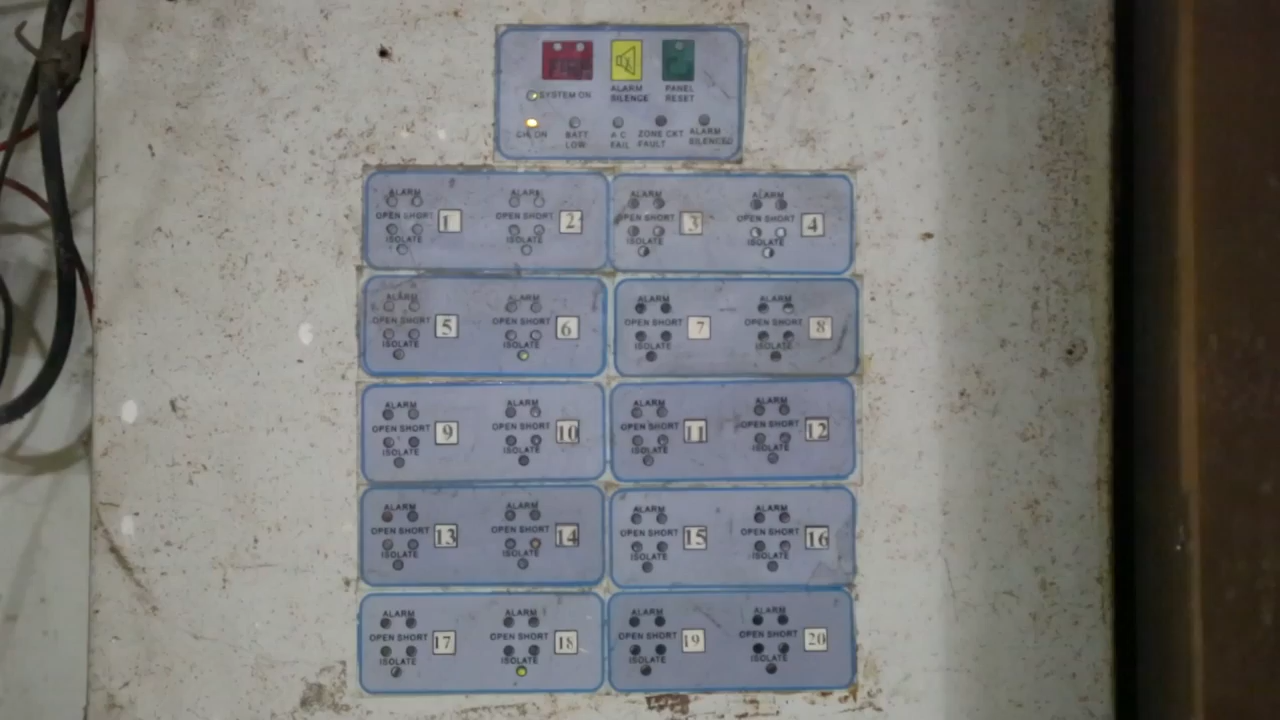 SYSTEM ON
ALARM SILENCE
PANEL RESET
CH. ON
BATT LOW
A C FAIL
ZONE CKT FAULT
ALARM SILENCED
ALARM ALARM ALARM ALARM
OPEN SHORT 1 OPEN SHORT 2 OPEN SHORT 3 OPEN SHORT 4
ISOLATE ISOLATE ISOLATE ISOLATE
ALARM ALARM ALARM ALARM
OPEN SHORT 5 OPEN SHORT 6 OPEN SHORT 7 OPEN SHORT 8
ISOLATE ISOLATE ISOLATE ISOLATE
ALARM ALARM ALARM ALARM
OPEN SHORT 9 OPEN SHORT 10 OPEN SHORT 11 OPEN SHORT 12
ISOLATE ISOLATE ISOLATE ISOLATE
ALARM ALARM ALARM ALARM
OPEN SHORT 13 OPEN SHORT 14 OPEN SHORT 15 OPEN SHORT 16
ISOLATE ISOLATE ISOLATE ISOLATE
ALARM ALARM ALARM ALARM
OPEN SHORT 17 OPEN SHORT 18 OPEN SHORT 19 OPEN SHORT 20
ISOLATE ISOLATE ISOLATE ISOLATE